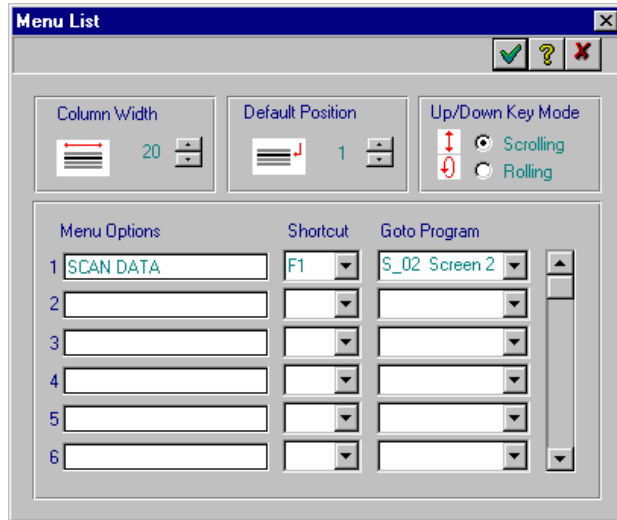 Menu List
Column Width
20
Default Position
1
Up/Down Key Mode
Scrolling
Rolling
Menu Options Shortcut Goto Program
1 SCAN DATA F1 S_02 Screen 2
2
3
4
5
6